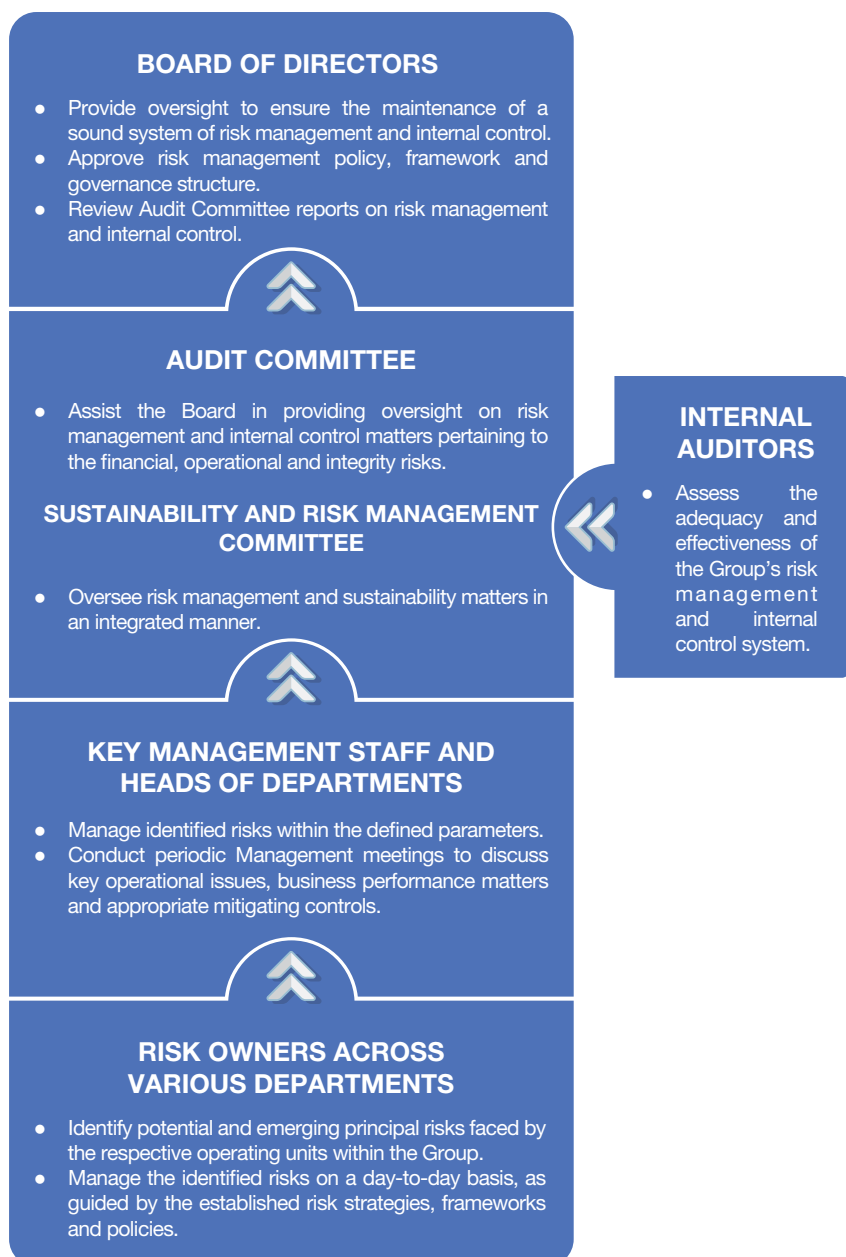 BOARD OF DIRECTORS
● Provide oversight to ensure the maintenance of a
sound system of risk management and internal control.
● Approve risk management policy, framework and
governance structure.
● Review Audit Committee reports on risk management
and internal control.
AUDIT COMMITTEE
● Assist the Board in providing oversight on risk
management and internal control matters pertaining to
the financial, operational and integrity risks.
SUSTAINABILITY AND RISK MANAGEMENT
COMMITTEE
● Oversee risk management and sustainability matters in
an integrated manner.
INTERNAL
AUDITORS
● Assess the
adequacy and
effectiveness of
the Group’s risk
management
and internal
control system.
KEY MANAGEMENT STAFF AND
HEADS OF DEPARTMENTS
● Manage identified risks within the defined parameters.
● Conduct periodic Management meetings to discuss
key operational issues, business performance matters
and appropriate mitigating controls.
RISK OWNERS ACROSS
VARIOUS DEPARTMENTS
● Identify potential and emerging principal risks faced by
the respective operating units within the Group.
● Manage the identified risks on a day-to-day basis, as
guided by the established risk strategies, frameworks
and policies.